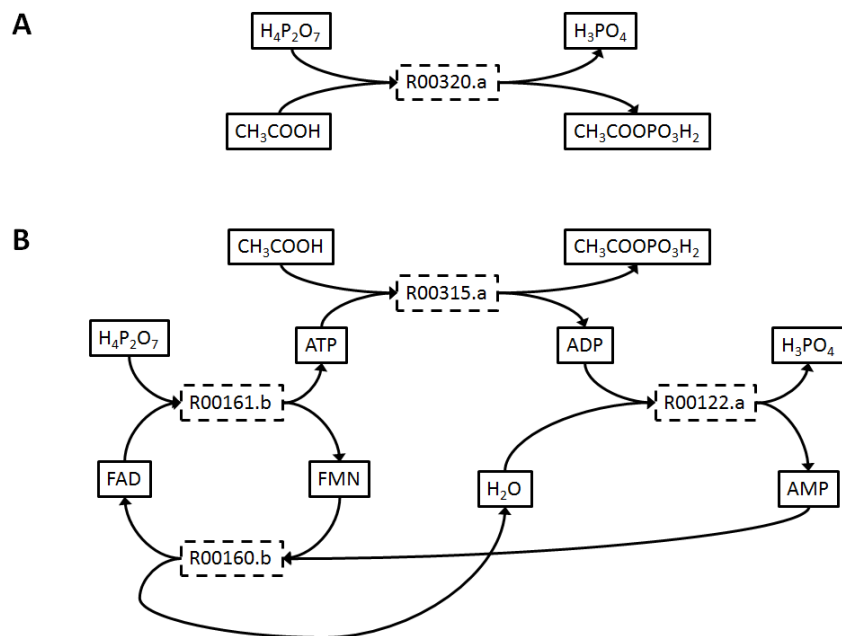 A
H₄P₂O₇
H₃PO₄
R00320.a
CH₃COOH
CH₃COOPO₃H₂
B
CH₃COOH
CH₃COOPO₃H₂
R00315.a
H₄P₂O₇
ATP
ADP
H₃PO₄
R00161.b
R00122.a
FAD
FMN
H₂O
AMP
R00160.b